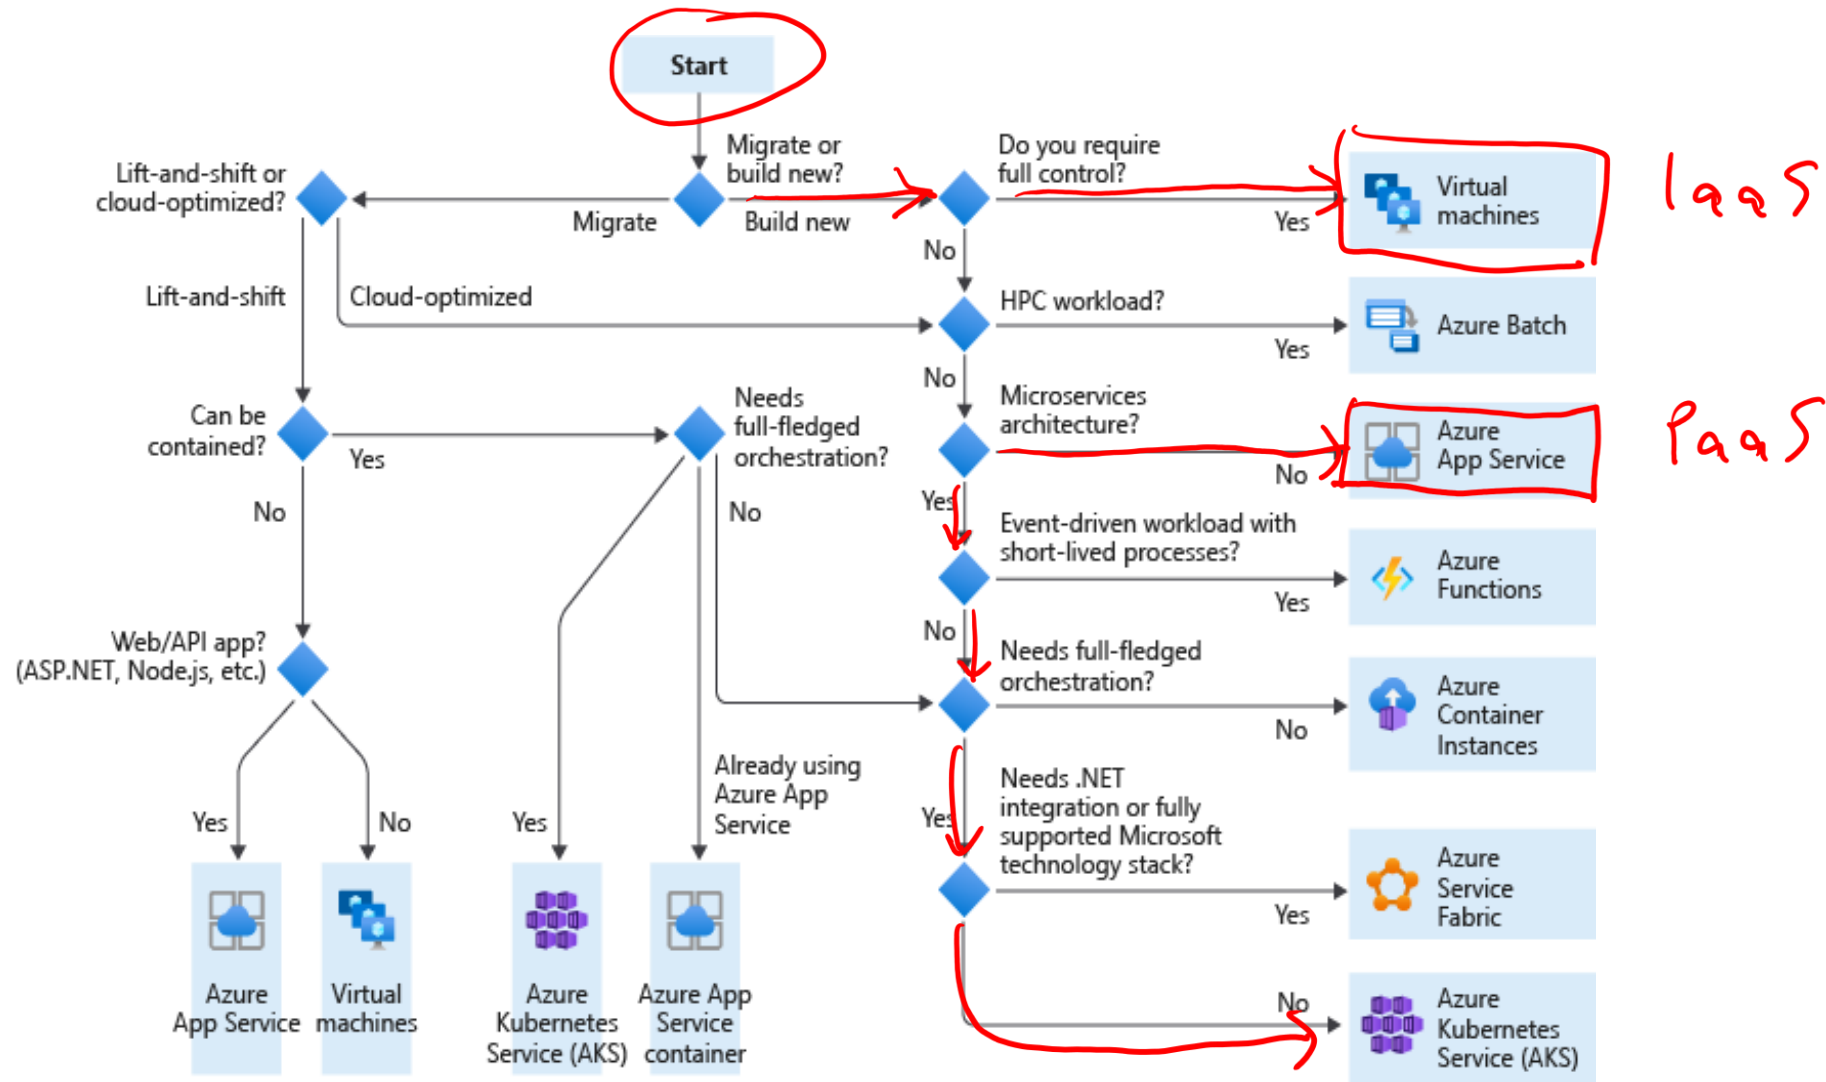 Start
Migrate or
build new?
Migrate
Build new
Do you require
full control?
Yes
No
Virtual
machines
IaaS
Lift-and-shift or
cloud-optimized?
Lift-and-shift
Cloud-optimized
HPC workload?
Yes
No
Azure Batch
Microservices
architecture?
No
Yes
Azure
App Service
PaaS
Can be
contained?
Yes
No
Needs
full-fledged
orchestration?
No
Event-driven workload with
short-lived processes?
Yes
No
Azure
Functions
Web/API app?
(ASP.NET, Node.js, etc.)
Needs full-fledged
orchestration?
No
Yes
Azure
Container
Instances
Yes
No
Yes
Already using
Azure App
Service
Needs .NET
integration or fully
supported Microsoft
technology stack?
Yes
No
Azure
Service
Fabric
Azure
App Service
Virtual
machines
Azure
Kubernetes
Service (AKS)
Azure App
Service
container
Azure
Kubernetes
Service (AKS)